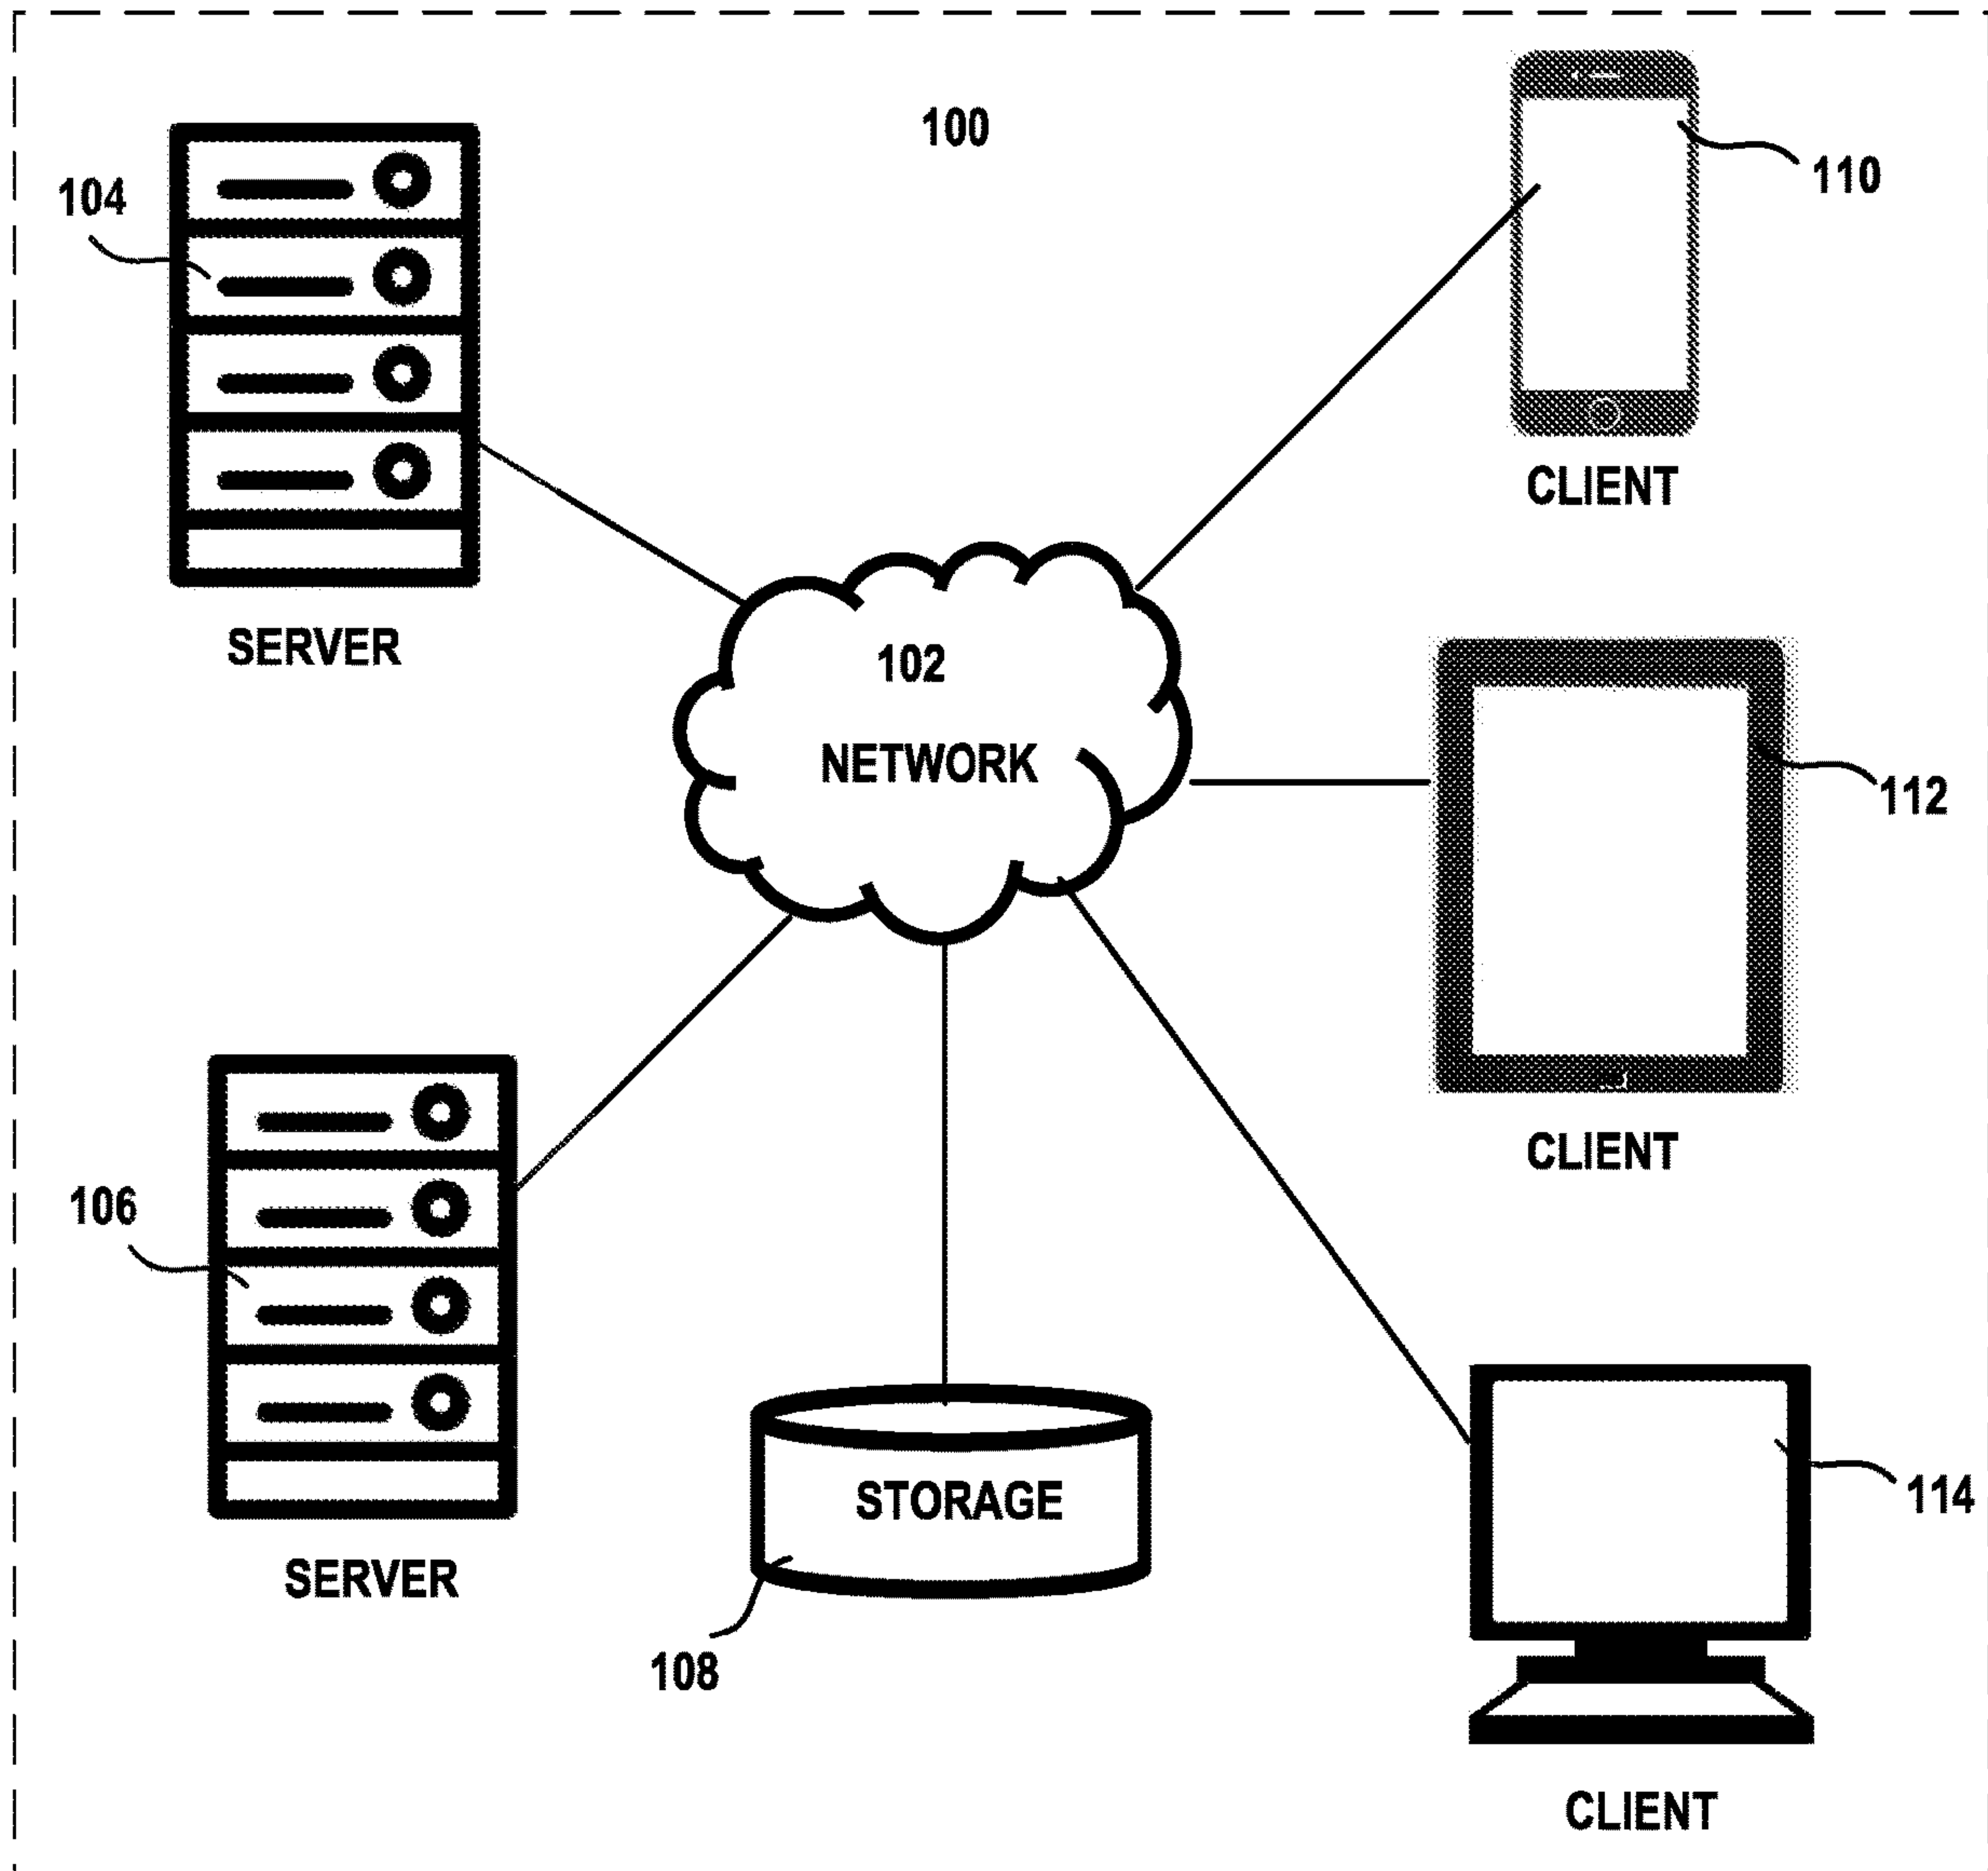 100
104
110
SERVER
CLIENT
102
NETWORK
112
CLIENT
106
SERVER
STORAGE
108
114
CLIENT